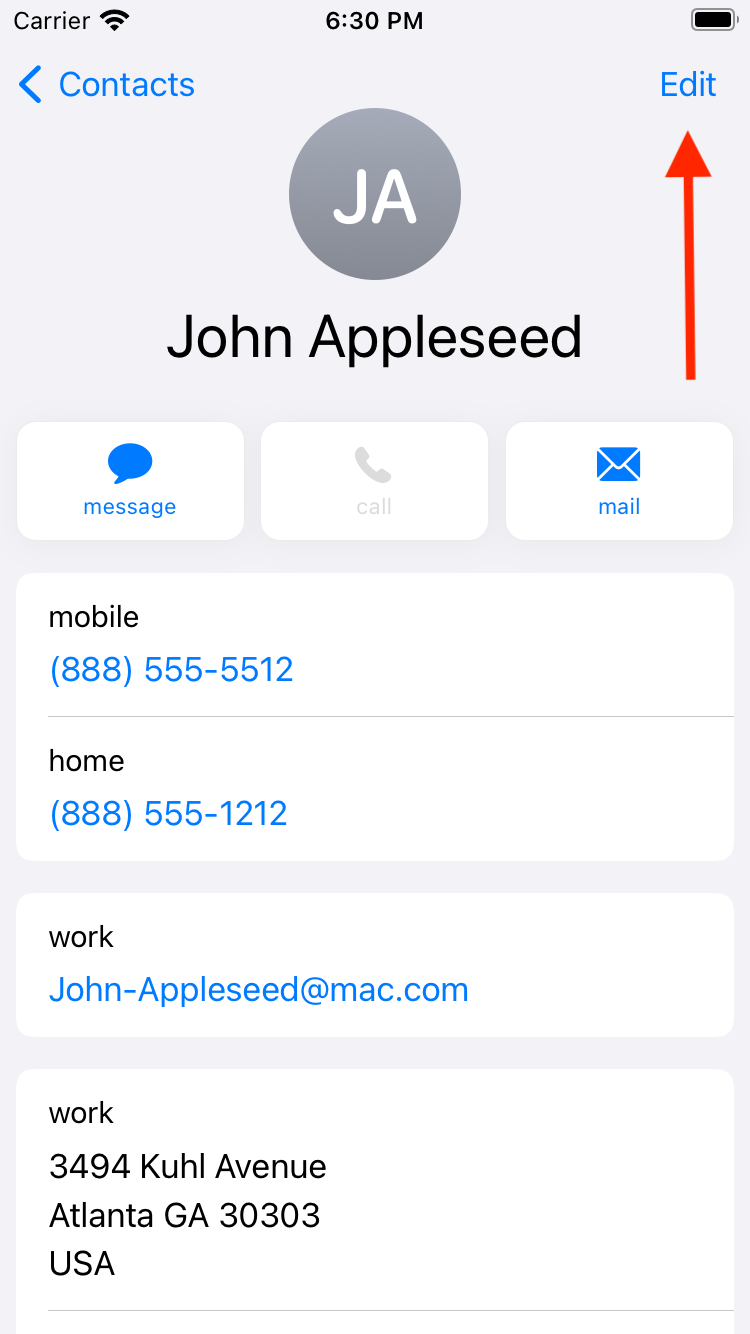 Carrier 6:30 PM
Contacts Edit
JA
John Appleseed
message call mail
mobile
(888) 555-5512
home
(888) 555-1212
work
John-Appleseed@mac.com
work
3494 Kuhl Avenue
Atlanta GA 30303
USA